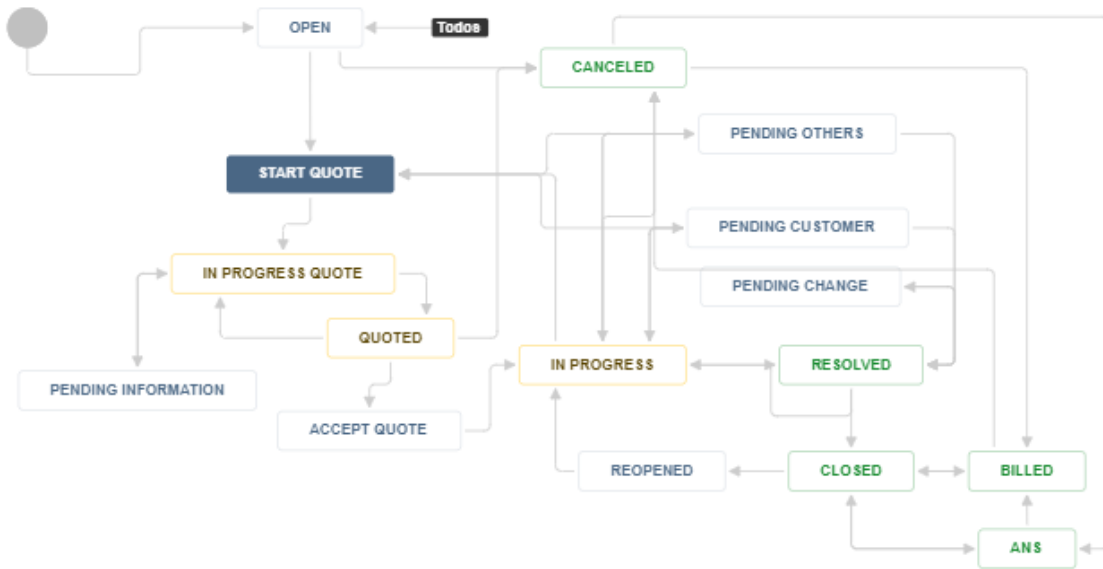 OPEN
Todos
CANCELED
PENDING OTHERS
START QUOTE
PENDING CUSTOMER
IN PROGRESS QUOTE
PENDING CHANGE
QUOTED
IN PROGRESS
RESOLVED
PENDING INFORMATION
ACCEPT QUOTE
REOPENED
CLOSED
BILLED
ANS